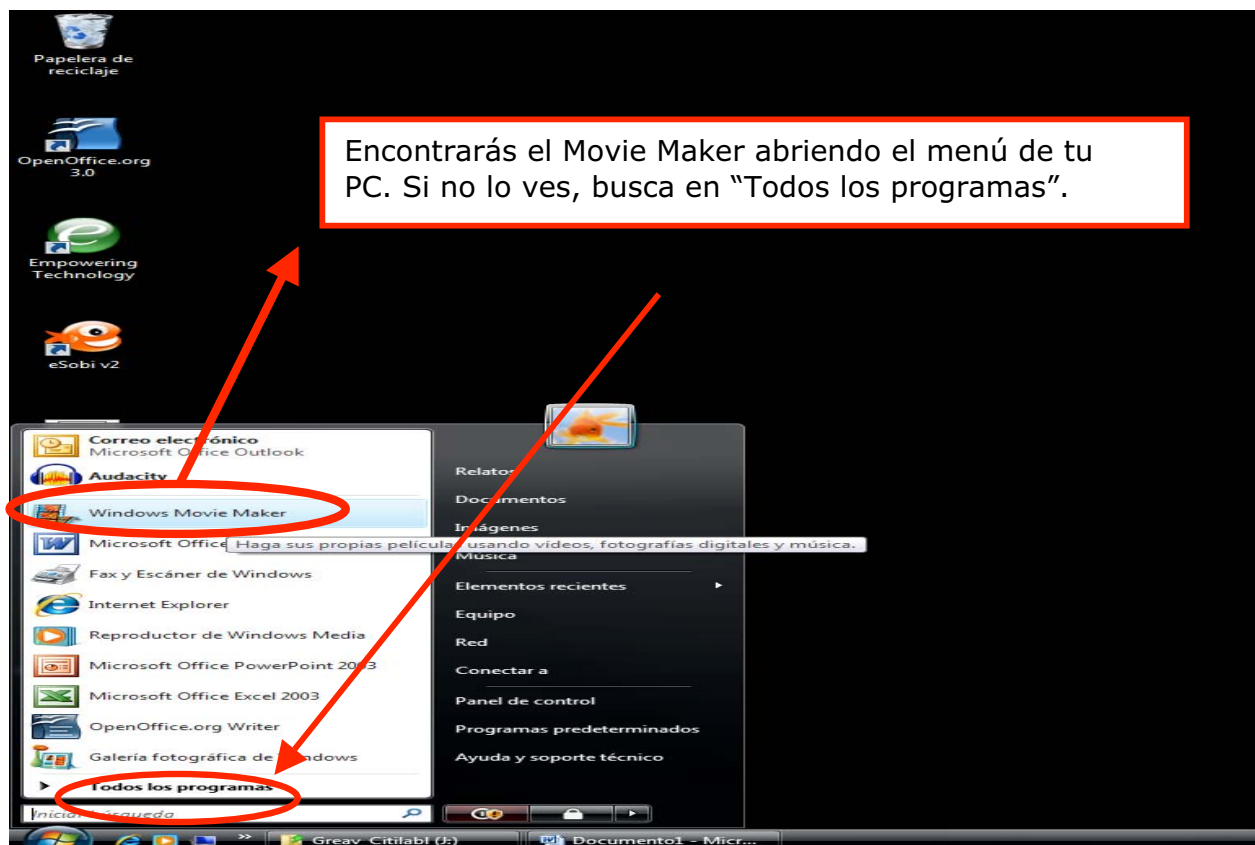 Papelera de
reciclaje
OpenOffice.org
3.0
Encontrarás el Movie Maker abriendo el menú de tu
PC. Si no lo ves, busca en “Todos los programas”.
Empowering
Technology
eSobi v2
Correo electrónico
Microsoft Office Outlook
Audacity
Windows Movie Maker
Microsoft Office
Haga sus propias películas usando vídeos, fotografías digitales y música.
Fax y Escáner de Windows
Internet Explorer
Reproductor de Windows Media
Microsoft Office PowerPoint 2003
Microsoft Office Excel 2003
OpenOffice.org Writer
Galería fotográfica de Windows
Todos los programas
Iniciar búsqueda
Relatos
Documentos
Imágenes
Música
Elementos recientes
Equipo
Red
Conectar a
Panel de control
Programas predeterminados
Ayuda y soporte técnico
Greav_Citilabl (J:)
Documento1 - Micr...